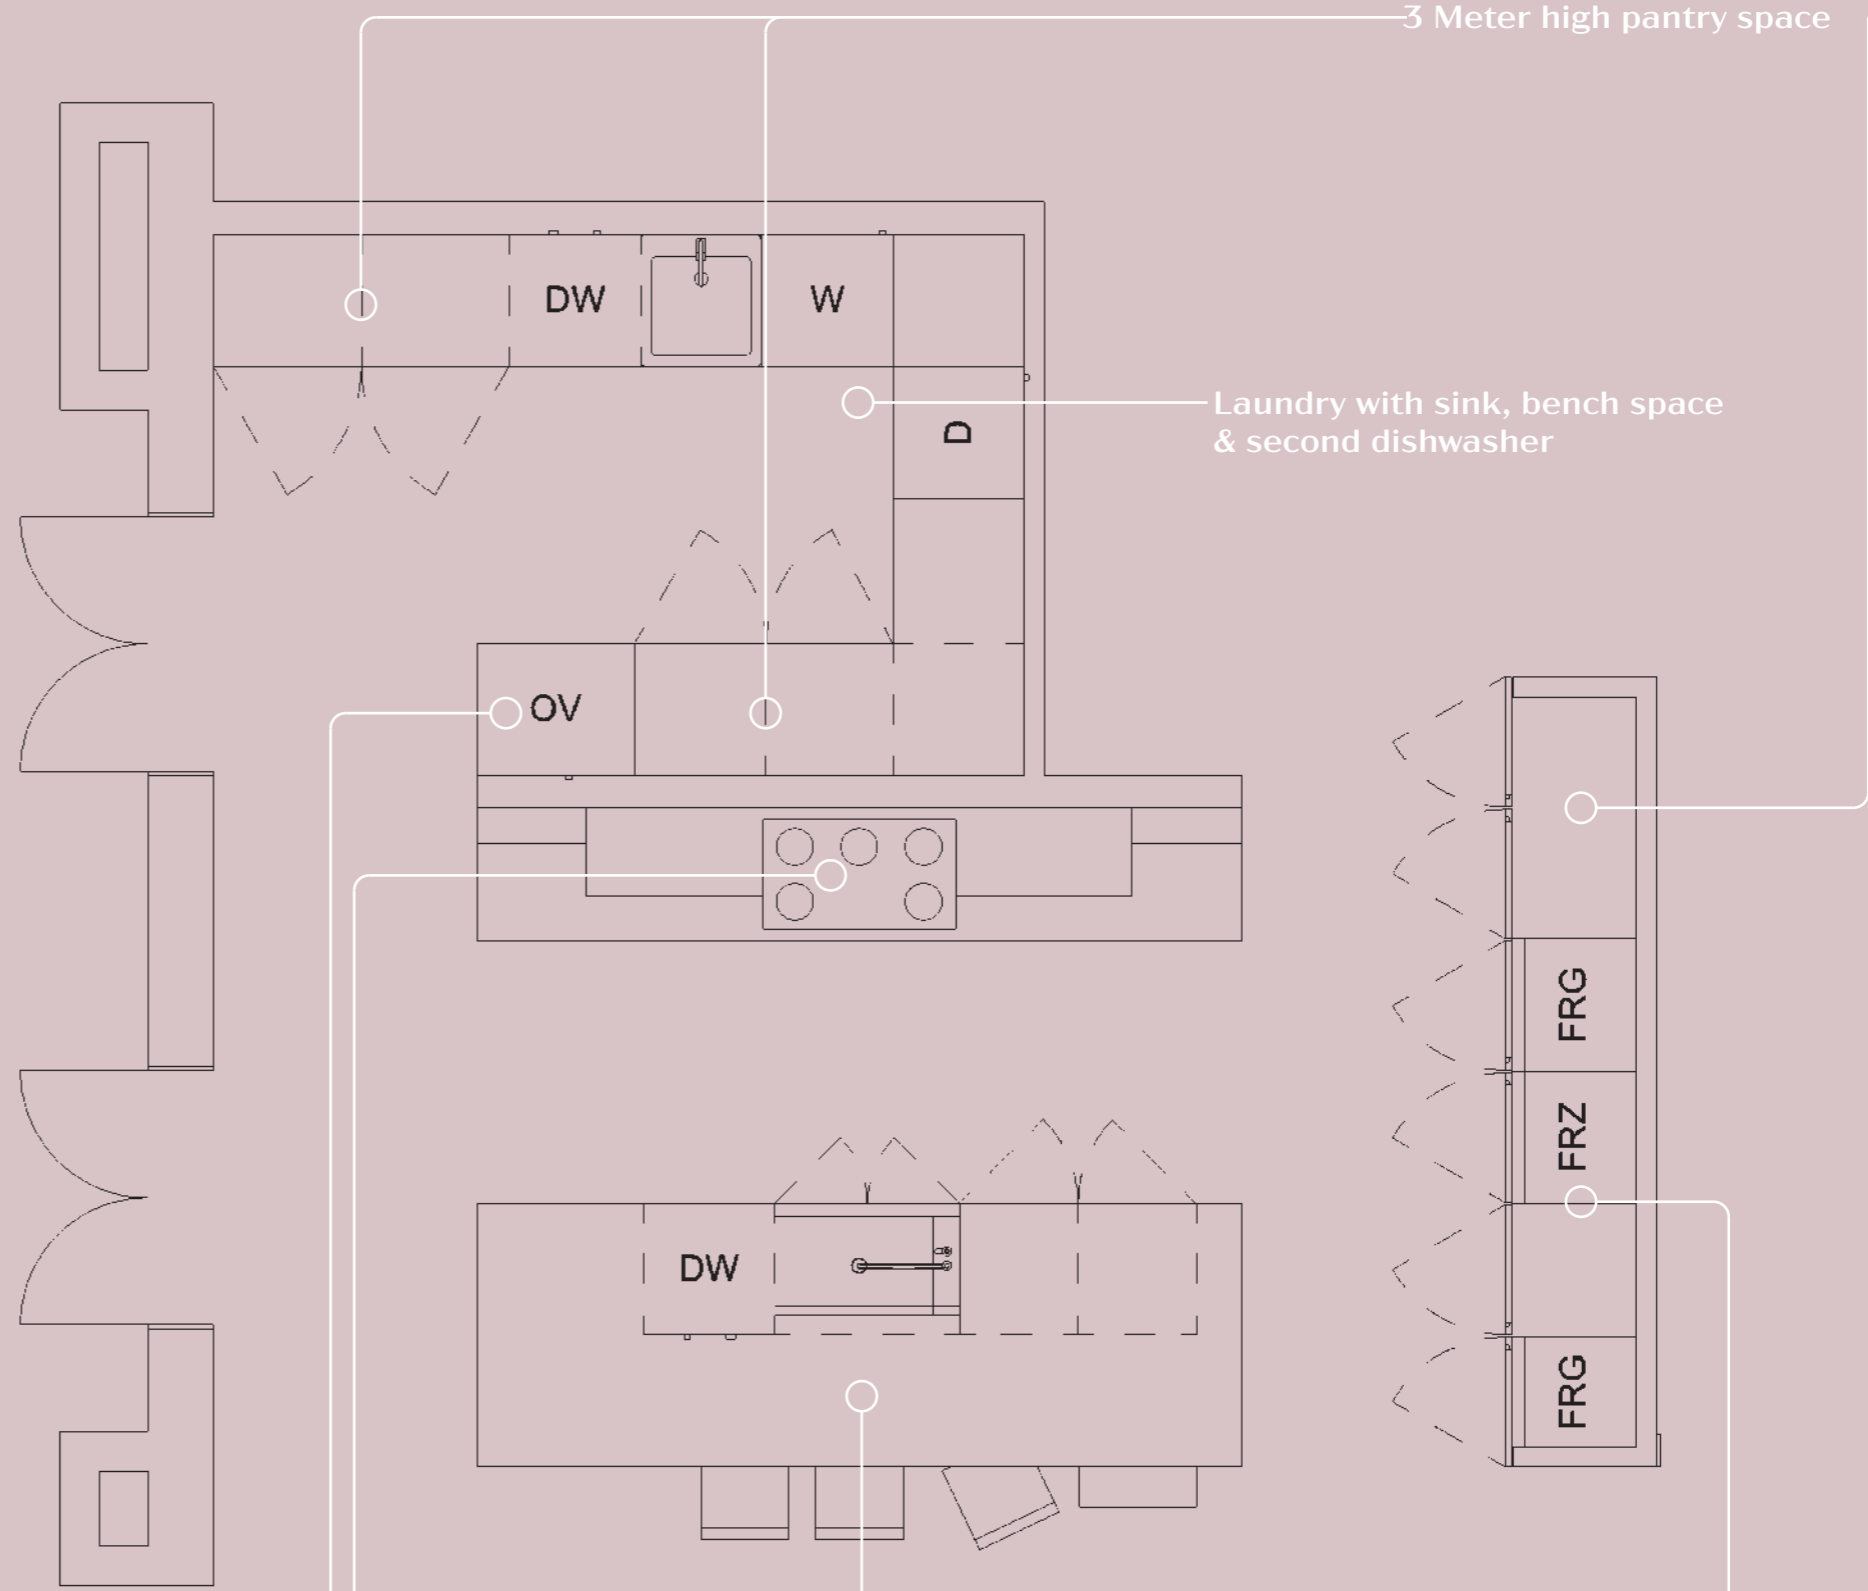 3 Meter high pantry space
DW
W
Laundry with sink, bench space
& second dishwasher
D
OV
FRG
FRZ
DW
FRG